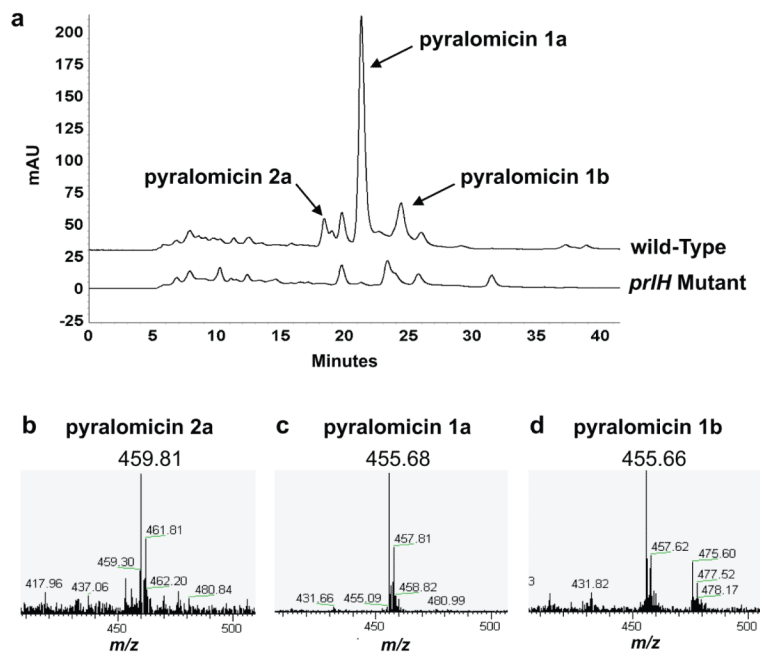 a
200
175
150
125
100
75
50
25
0
-25
mAU
pyralomicin 1a
pyralomicin 2a
pyralomicin 1b
wild-Type
prlH Mutant
0 5 10 15 20 25 30 35 40
Minutes
b pyralomicin 2a
459.81
461.81
459.30
417.96
437.06
462.20
480.84
450 500
m/z
c pyralomicin 1a
455.68
457.81
431.66
455.09
458.82
480.99
450 500
m/z
d pyralomicin 1b
455.66
457.62
475.60
3
431.82
477.52
478.17
450 500
m/z